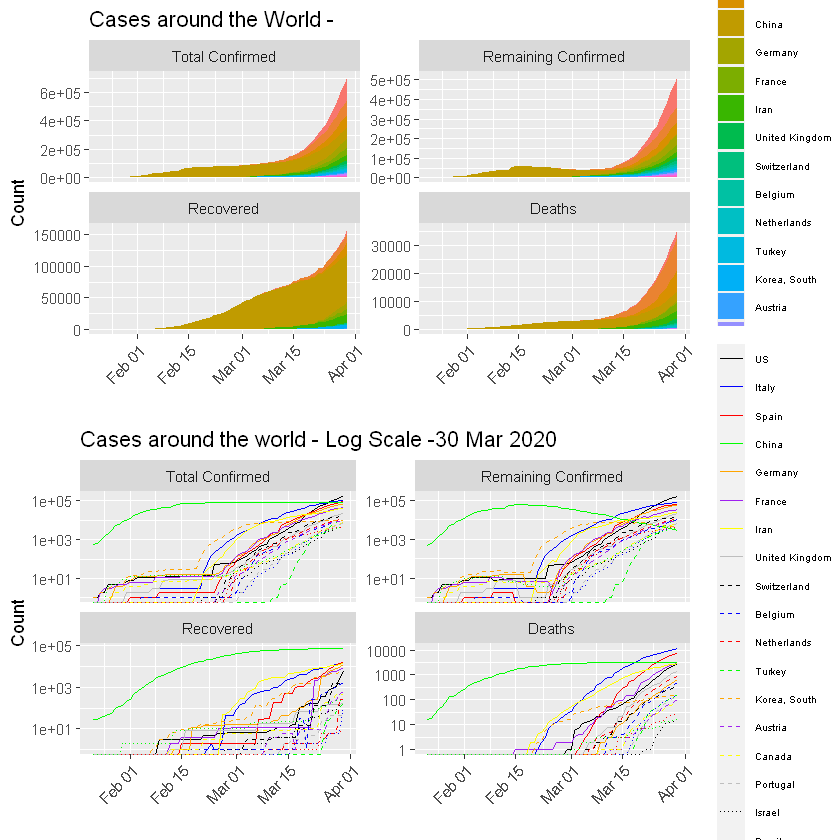 Cases around the World -
Total Confirmed
Remaining Confirmed
6e+05
4e+05
2e+05
0e+00
5e+05
4e+05
3e+05
2e+05
1e+05
0e+00
Recovered
Deaths
150000
100000
50000
0
30000
20000
10000
0
Count
Feb 01
Feb 15
Mar 01
Mar 15
Apr 01
Feb 01
Feb 15
Mar 01
Mar 15
Apr 01
China
Germany
France
Iran
United Kingdom
Switzerland
Belgium
Netherlands
Turkey
Korea, South
Austria
Cases around the world - Log Scale -30 Mar 2020
Total Confirmed
Remaining Confirmed
1e+05
1e+03
1e+01
1e+05
1e+03
1e+01
Recovered
Deaths
1e+05
1e+03
1e+01
10000
1000
100
10
1
Count
Feb 01
Feb 15
Mar 01
Mar 15
Apr 01
Feb 01
Feb 15
Mar 01
Mar 15
Apr 01
US
Italy
Spain
China
Germany
France
Iran
United Kingdom
Switzerland
Belgium
Netherlands
Turkey
Korea, South
Austria
Canada
Portugal
Israel